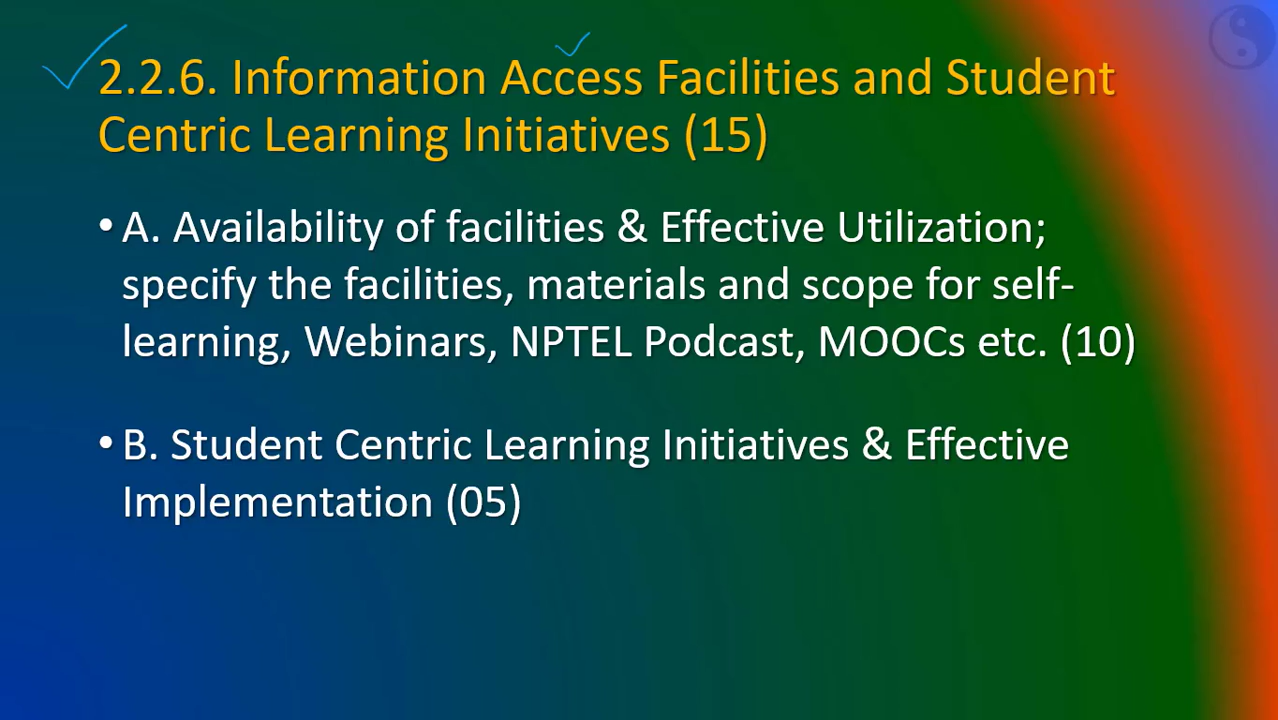 2.2.6. Information Access Facilities and Student
Centric Learning Initiatives (15)
• A. Availability of facilities & Effective Utilization;
specify the facilities, materials and scope for self-
learning, Webinars, NPTEL Podcast, MOOCs etc. (10)
• B. Student Centric Learning Initiatives & Effective
Implementation (05)